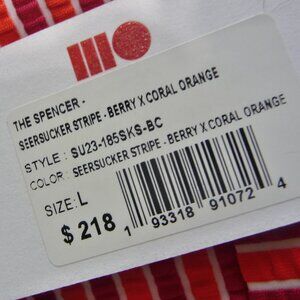 THE SPENCER -
SEERSUCKER STRIPE - BERRY X CORAL ORANGE
STYLE : SU23-185SKS-BC
COLOR: SEERSUCKER STRIPE - BERRY X CORAL ORANGE
SIZE: L
$ 218
1 93318 91072 4